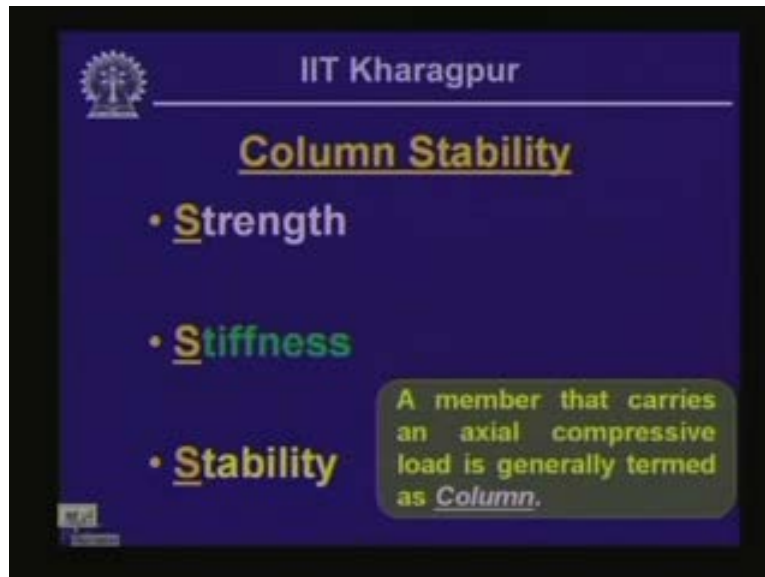 IIT Kharagpur
Column Stability
• Strength
• Stiffness
A member that carries
an axial compressive
load is generally termed
as Column.
• Stability